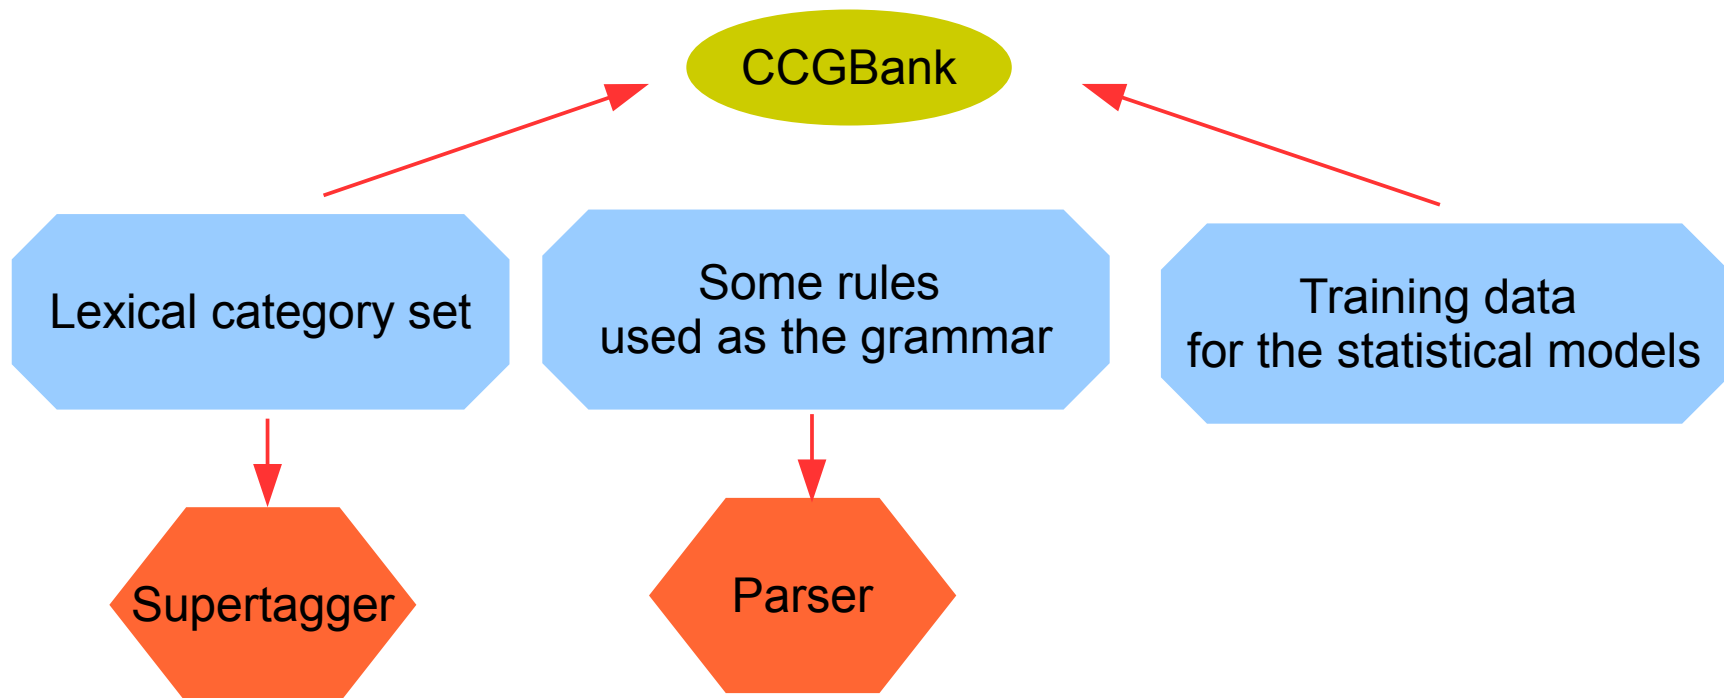 CCGBank
Lexical category set
Some rules
used as the grammar
Training data
for the statistical models
Supertagger
Parser